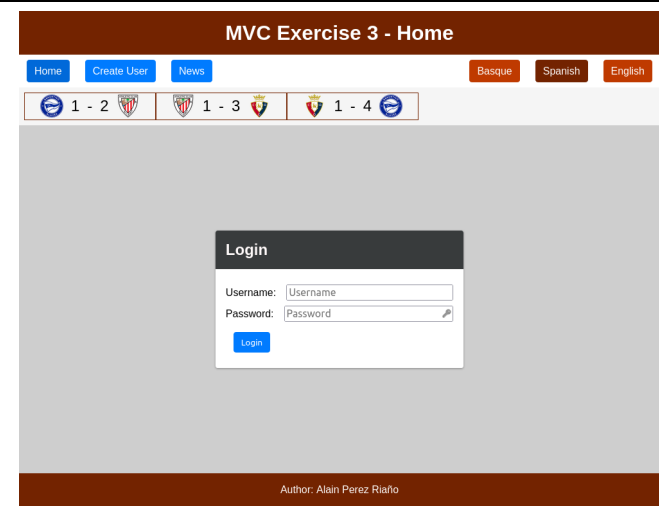 MVC Exercise 3 - Home
Home Create User News Basque Spanish English
1 - 2 1 - 3 1 - 4
Login
Username: Username
Password: Password
Login
Author: Alain Perez Riaño